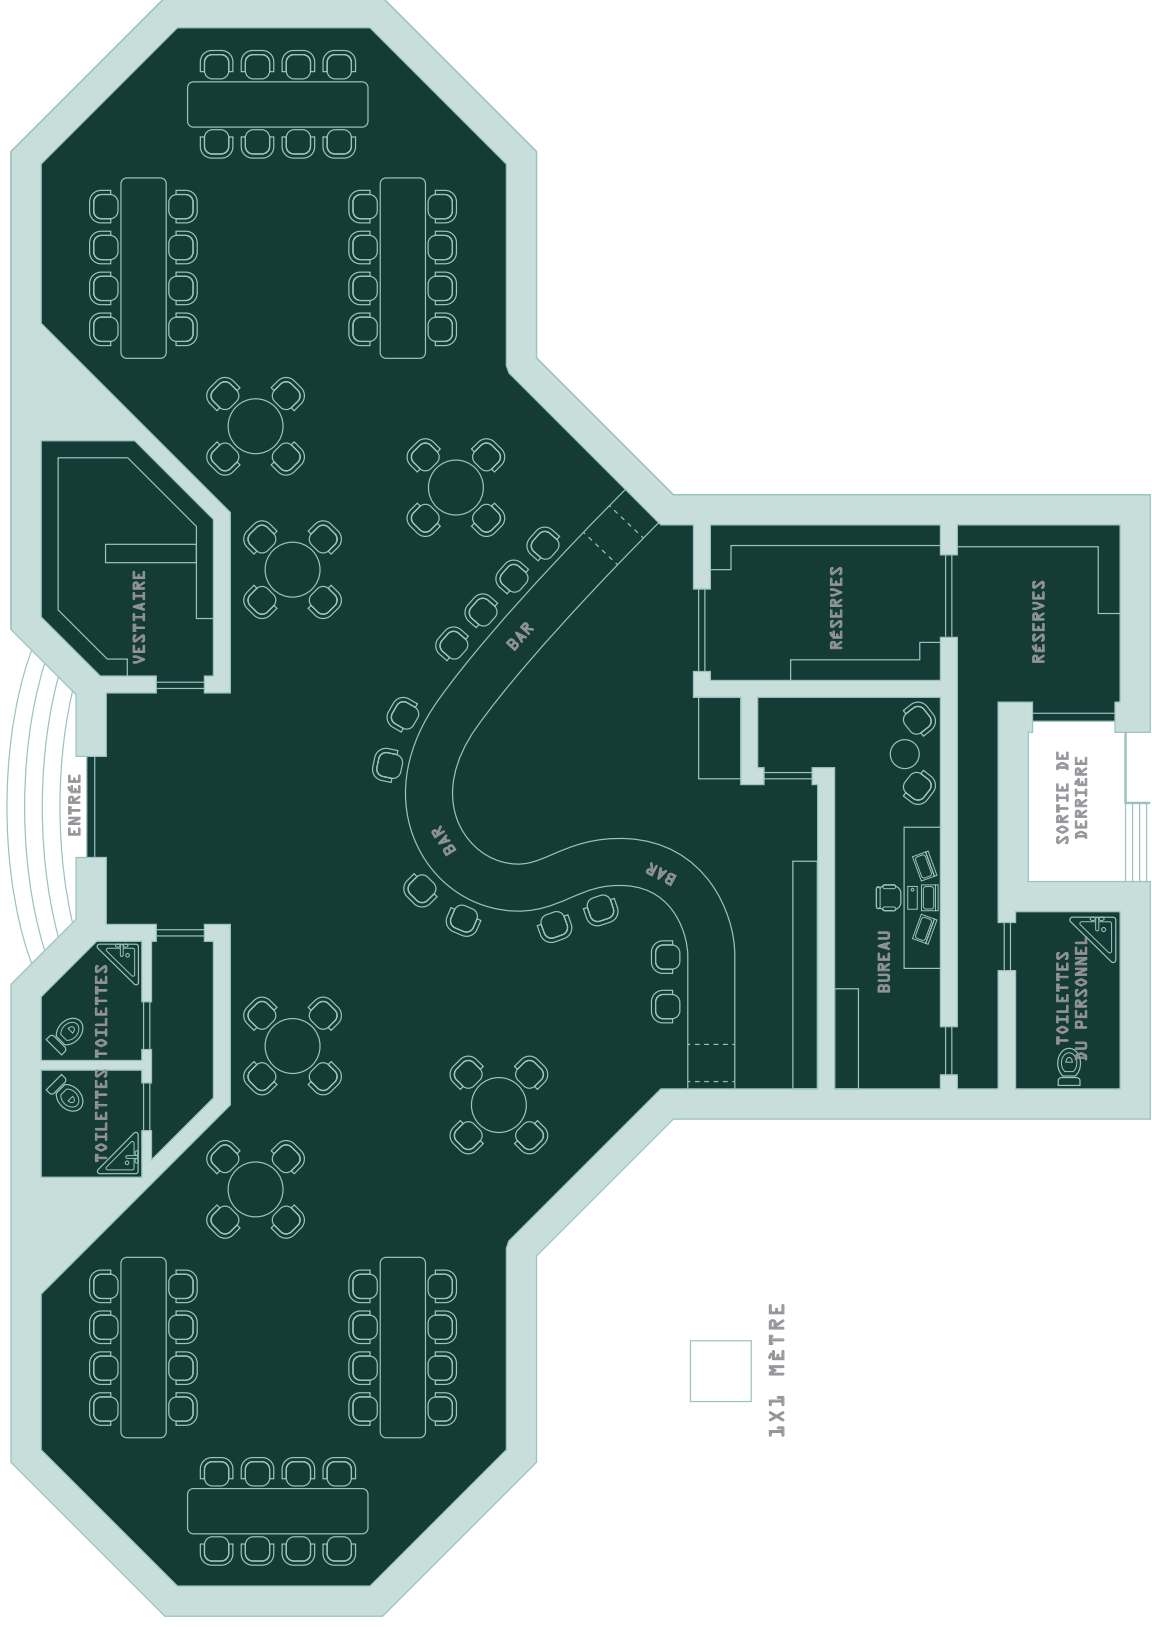 VESTIAIRE
ENTRÉE
TOILETTES
TOILETTES
BAR
BAR
BAR
RÉSERVES
RÉSERVES
BUREAU
SORTIE DE
DERRIÈRE
TOILETTES
DU PERSONNEL
1X1 MÈTRE